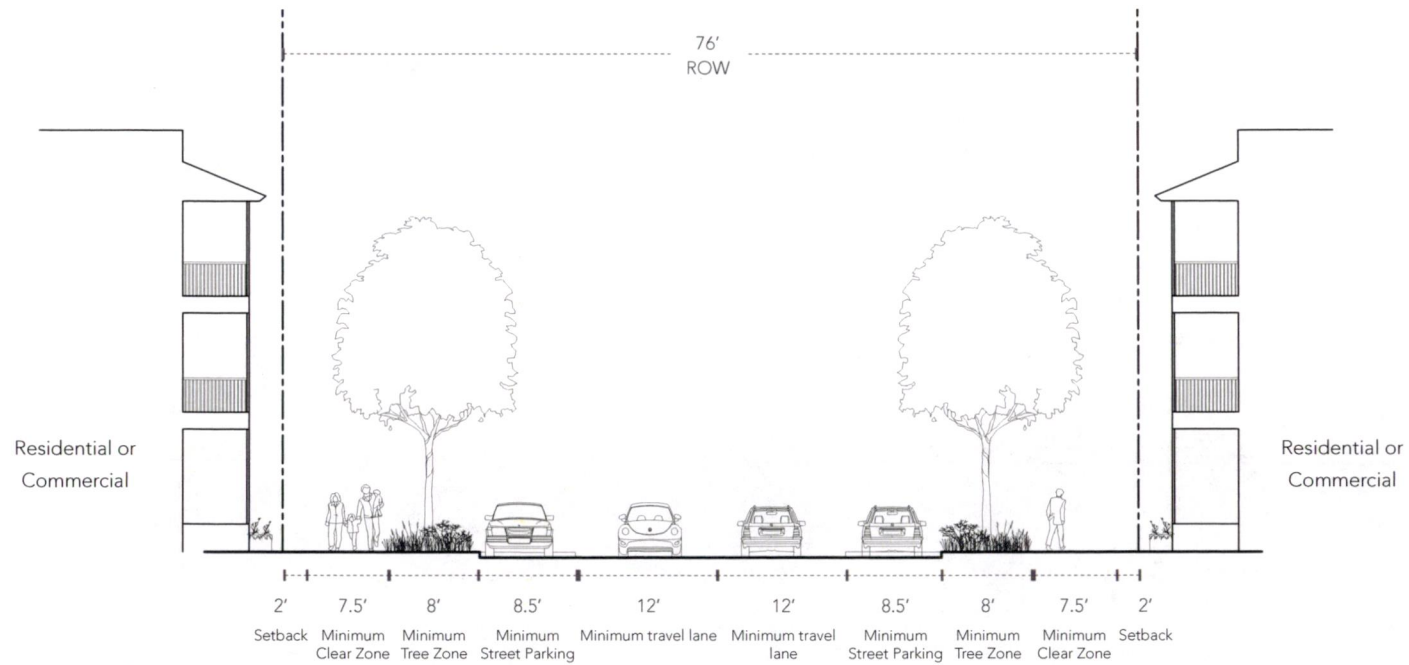 76′
ROW
Residential or
Commercial
Residential or
Commercial
2′ 7.5′ 8′ 8.5′ 12′ 12′ 8.5′ 8′ 7.5′ 2′
Setback Minimum Minimum Minimum Minimum travel lane Minimum travel Minimum Minimum Minimum Setback
Clear Zone Tree Zone Street Parking lane Street Parking Tree Zone Clear Zone